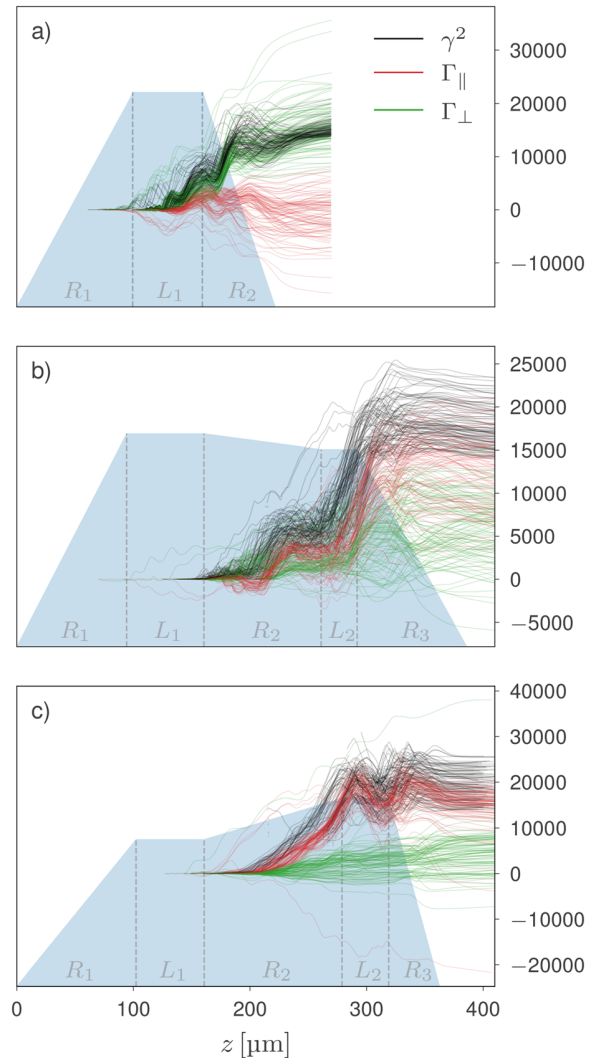 a)
γ²
Γ∥
Γ⊥
30000
20000
10000
0
−10000
R₁ L₁ R₂
b)
25000
20000
15000
10000
5000
0
−5000
R₁ L₁ R₂ L₂ R₃
c)
40000
30000
20000
10000
0
−10000
−20000
R₁ L₁ R₂ L₂ R₃
0 100 200 300 400
z [µm]